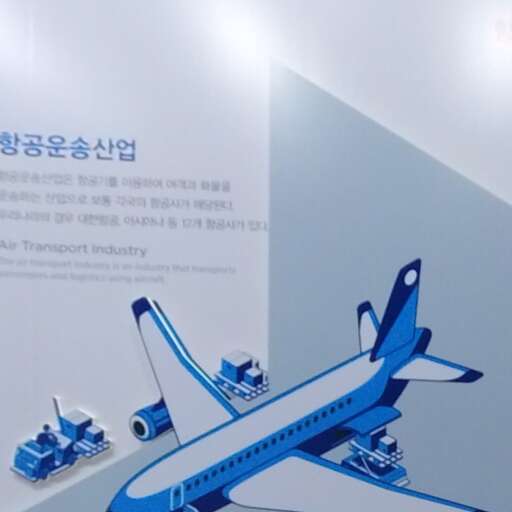 항공운송산업
항공운송산업은 항공기를 이용하여 여객과 화물을
운송하는 산업으로 보통 각국의 항공사가 해당된다.
우리나라의 경우 대한항공, 아시아나 등 12개 항공사가 있다.
Air Transport Industry
The air transport industry is an industry that transports
passengers and logistics using aircraft.